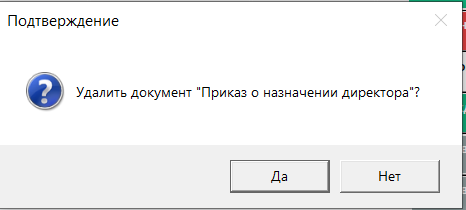 Подтверждение
Удалить документ "Приказ о назначении директора"?
Да
Нет